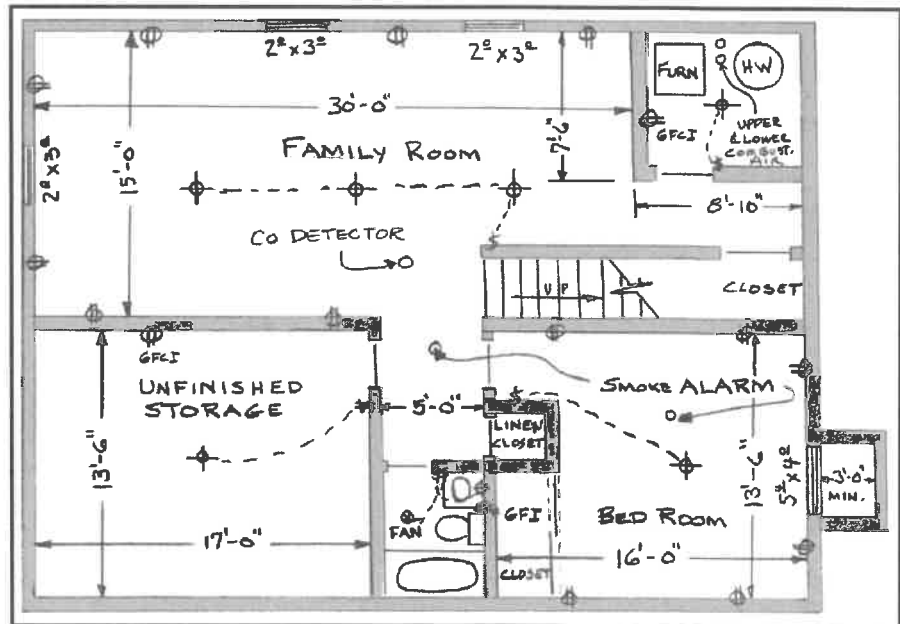 2⁰ x 3⁰
2⁰ x 3⁰
FURN
HW
30'-0"
7'-6"
GFCI
UPPER
& LOWER
COMBUST.
AIR
2⁰ x 3⁰
15'-0"
FAMILY ROOM
8'-10"
CO DETECTOR
UP
CLOSET
GFCI
UNFINISHED
STORAGE
5'-0"
SMOKE ALARM
LINEN
CLOSET
13'-6"
13'-6"
3'-0"
MIN.
FAN
GFI
BED ROOM
17'-0"
16'-0"
CLOSET